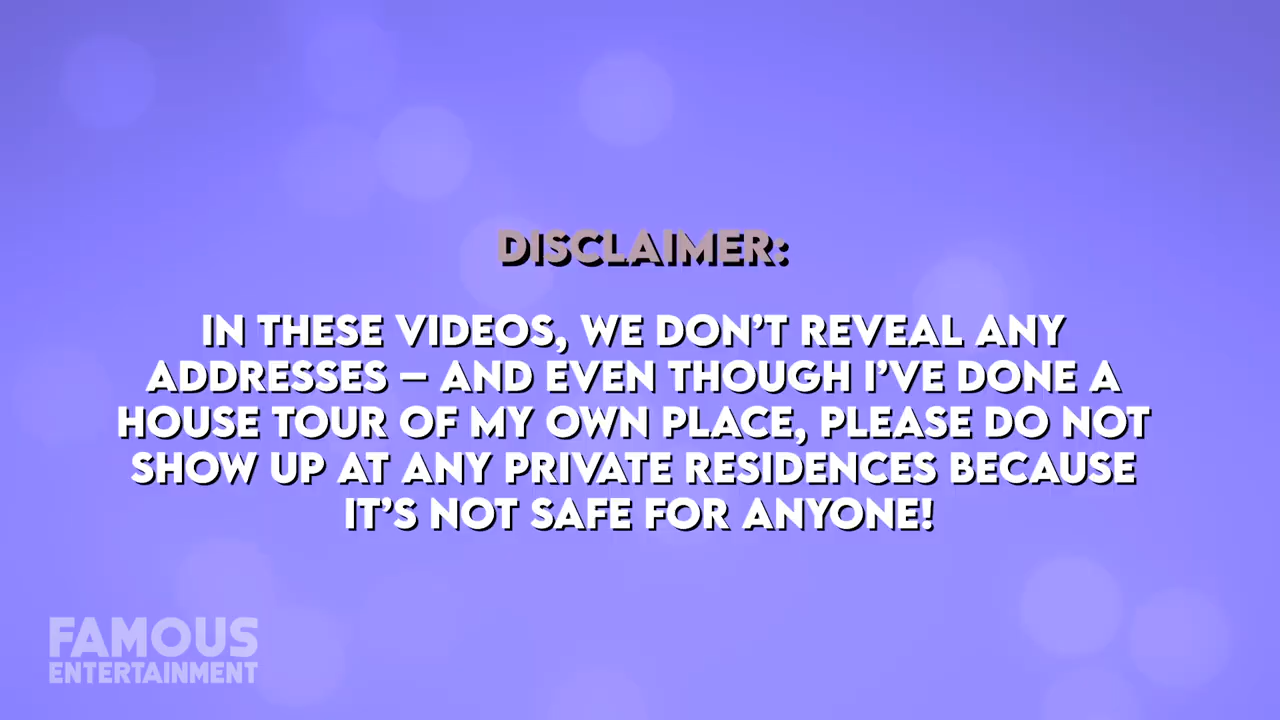 DISCLAIMER:
IN THESE VIDEOS, WE DON’T REVEAL ANY
ADDRESSES – AND EVEN THOUGH I’VE DONE A
HOUSE TOUR OF MY OWN PLACE, PLEASE DO NOT
SHOW UP AT ANY PRIVATE RESIDENCES BECAUSE
IT’S NOT SAFE FOR ANYONE!
FAMOUS
ENTERTAINMENT